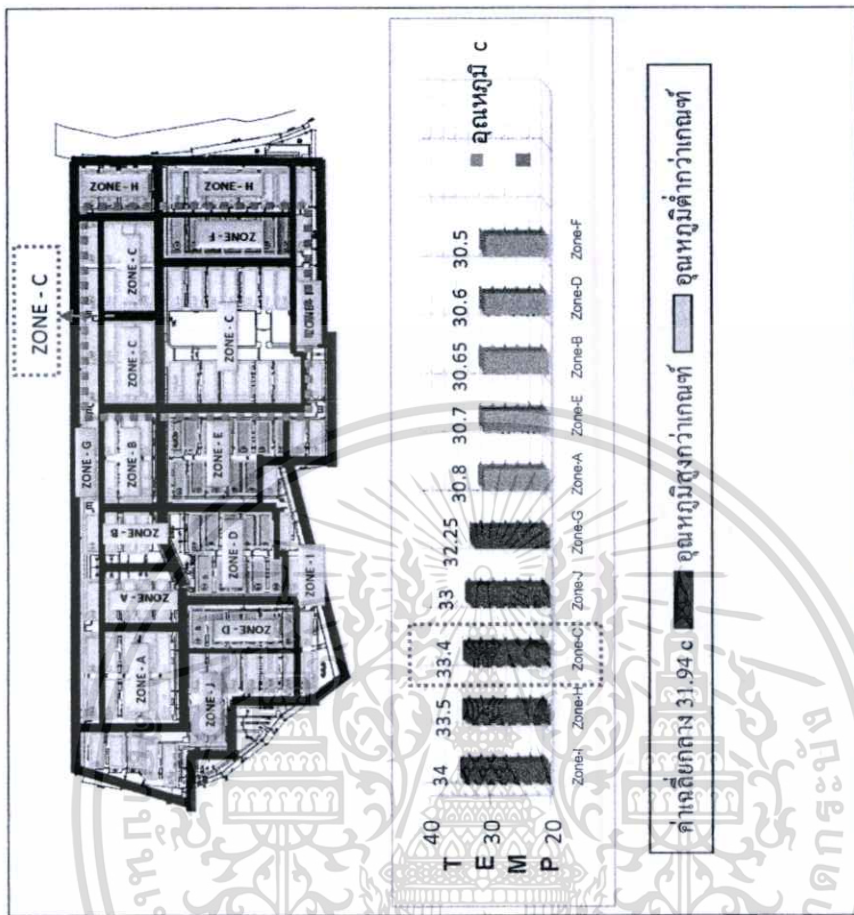 ZONE - C
ZONE - G
ZONE - H
ZONE - C
ZONE - C
ZONE - B
ZONE - B
ZONE - A
ZONE - A
ZONE - H
ZONE - F
ZONE - C
ZONE - E
ZONE - D
ZONE - D
ZONE - J
ZONE - I
อุณหภูมิ c
T E M P
40
30
20
34
33.5
33.4
33
32.25
30.8
30.7
30.65
30.6
30.5
Zone-I
Zone-H
Zone-C
Zone-J
Zone-G
Zone-A
Zone-E
Zone-B
Zone-D
Zone-F
ค่าเฉลี่ยกลาง 31.94 c อุณหภูมิสูงกว่าเกณฑ์ อุณหภูมิต่ำกว่าเกณฑ์